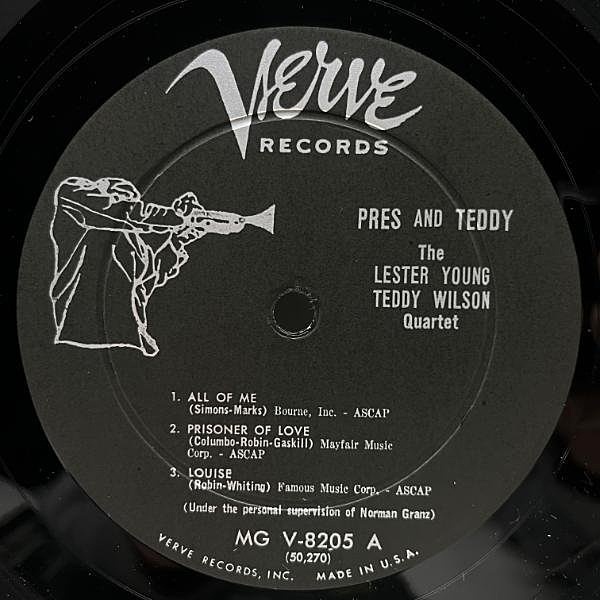 Verve
RECORDS
PRES AND TEDDY
The
LESTER YOUNG
TEDDY WILSON
Quartet
1. ALL OF ME
(Simons-Marks) Bourne, Inc. - ASCAP
2. PRISONER OF LOVE
(Columbo-Robin-Gaskill) Mayfair Music
Corp. - ASCAP
3. LOUISE
(Robin-Whiting) Famous Music Corp. - ASCAP
(Under the personal supervision of Norman Granz)
MG V-8205 A
(50,270)
VERVE RECORDS, INC. MADE IN U.S.A.